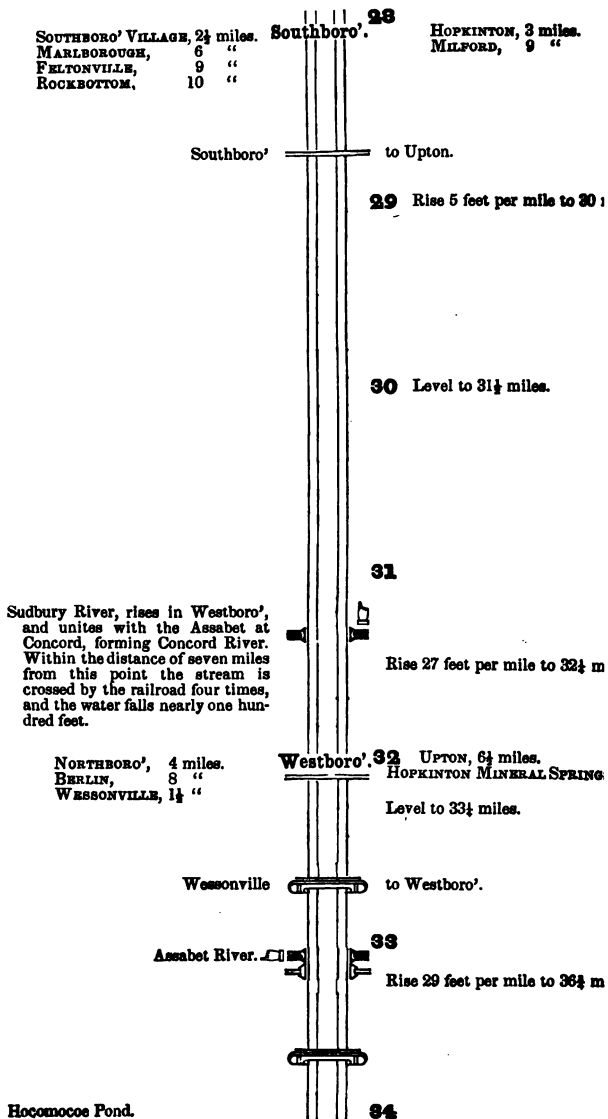 28
SOUTHBORO' VILLAGE, 2½ miles. Southboro'. HOPKINTON, 3 miles.
MARLBOROUGH, 6 " MILFORD, 9 "
FELTONVILLE, 9 "
ROCKBOTTOM, 10 "
Southboro' to Upton.
29 Rise 5 feet per mile to 30
30 Level to 31½ miles.
31
Sudbury River, rises in Westboro',
and unites with the Assabet at
Concord, forming Concord River.
Within the distance of seven miles
from this point the stream is
crossed by the railroad four times,
and the water falls nearly one hun-
dred feet.
Rise 27 feet per mile to 32¼ m
NORTHBORO', 4 miles. Westboro'. 32 UPTON, 6½ miles.
BERLIN, 8 " HOPKINTON MINERAL SPRING
WESSONVILLE, 1½ "
Level to 33¼ miles.
Wessonville to Westboro'.
33
Assabet River.
Rise 29 feet per mile to 36¾ m
Hocomocoe Pond. 34